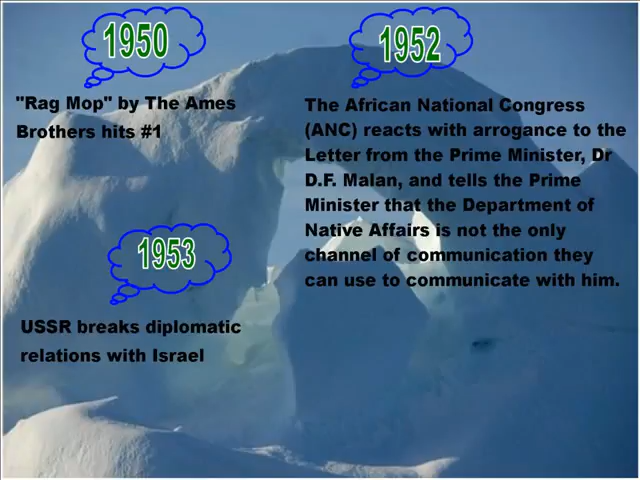 1950
"Rag Mop" by The Ames
Brothers hits #1
1952
The African National Congress
(ANC) reacts with arrogance to the
Letter from the Prime Minister, Dr
D.F. Malan, and tells the Prime
Minister that the Department of
Native Affairs is not the only
channel of communication they
can use to communicate with him.
1953
USSR breaks diplomatic
relations with Israel